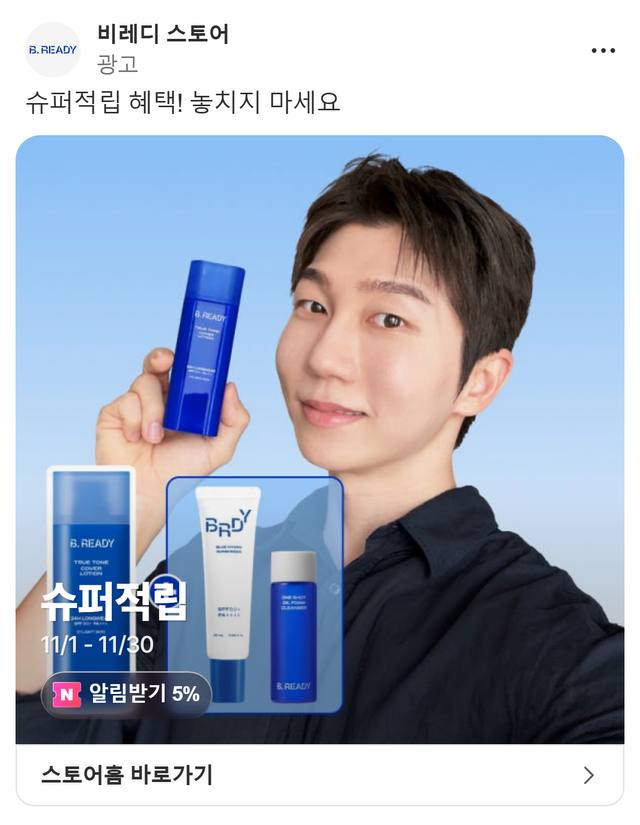 B.READY
비레디 스토어
광고
슈퍼적립 혜택! 놓치지 마세요
B.READY
TRUE TONE
COVER
LOTION
B.READY
TRUE TONE
COVER
LOTION
BRDY
BLUE HYDRO
SUNSCREEN
SPF50+
PA++++
ONE SHOT
OIL FOAM
CLEANSER
B.READY
슈퍼적립
11/1 - 11/30
N 알림받기 5%
스토어홈 바로가기